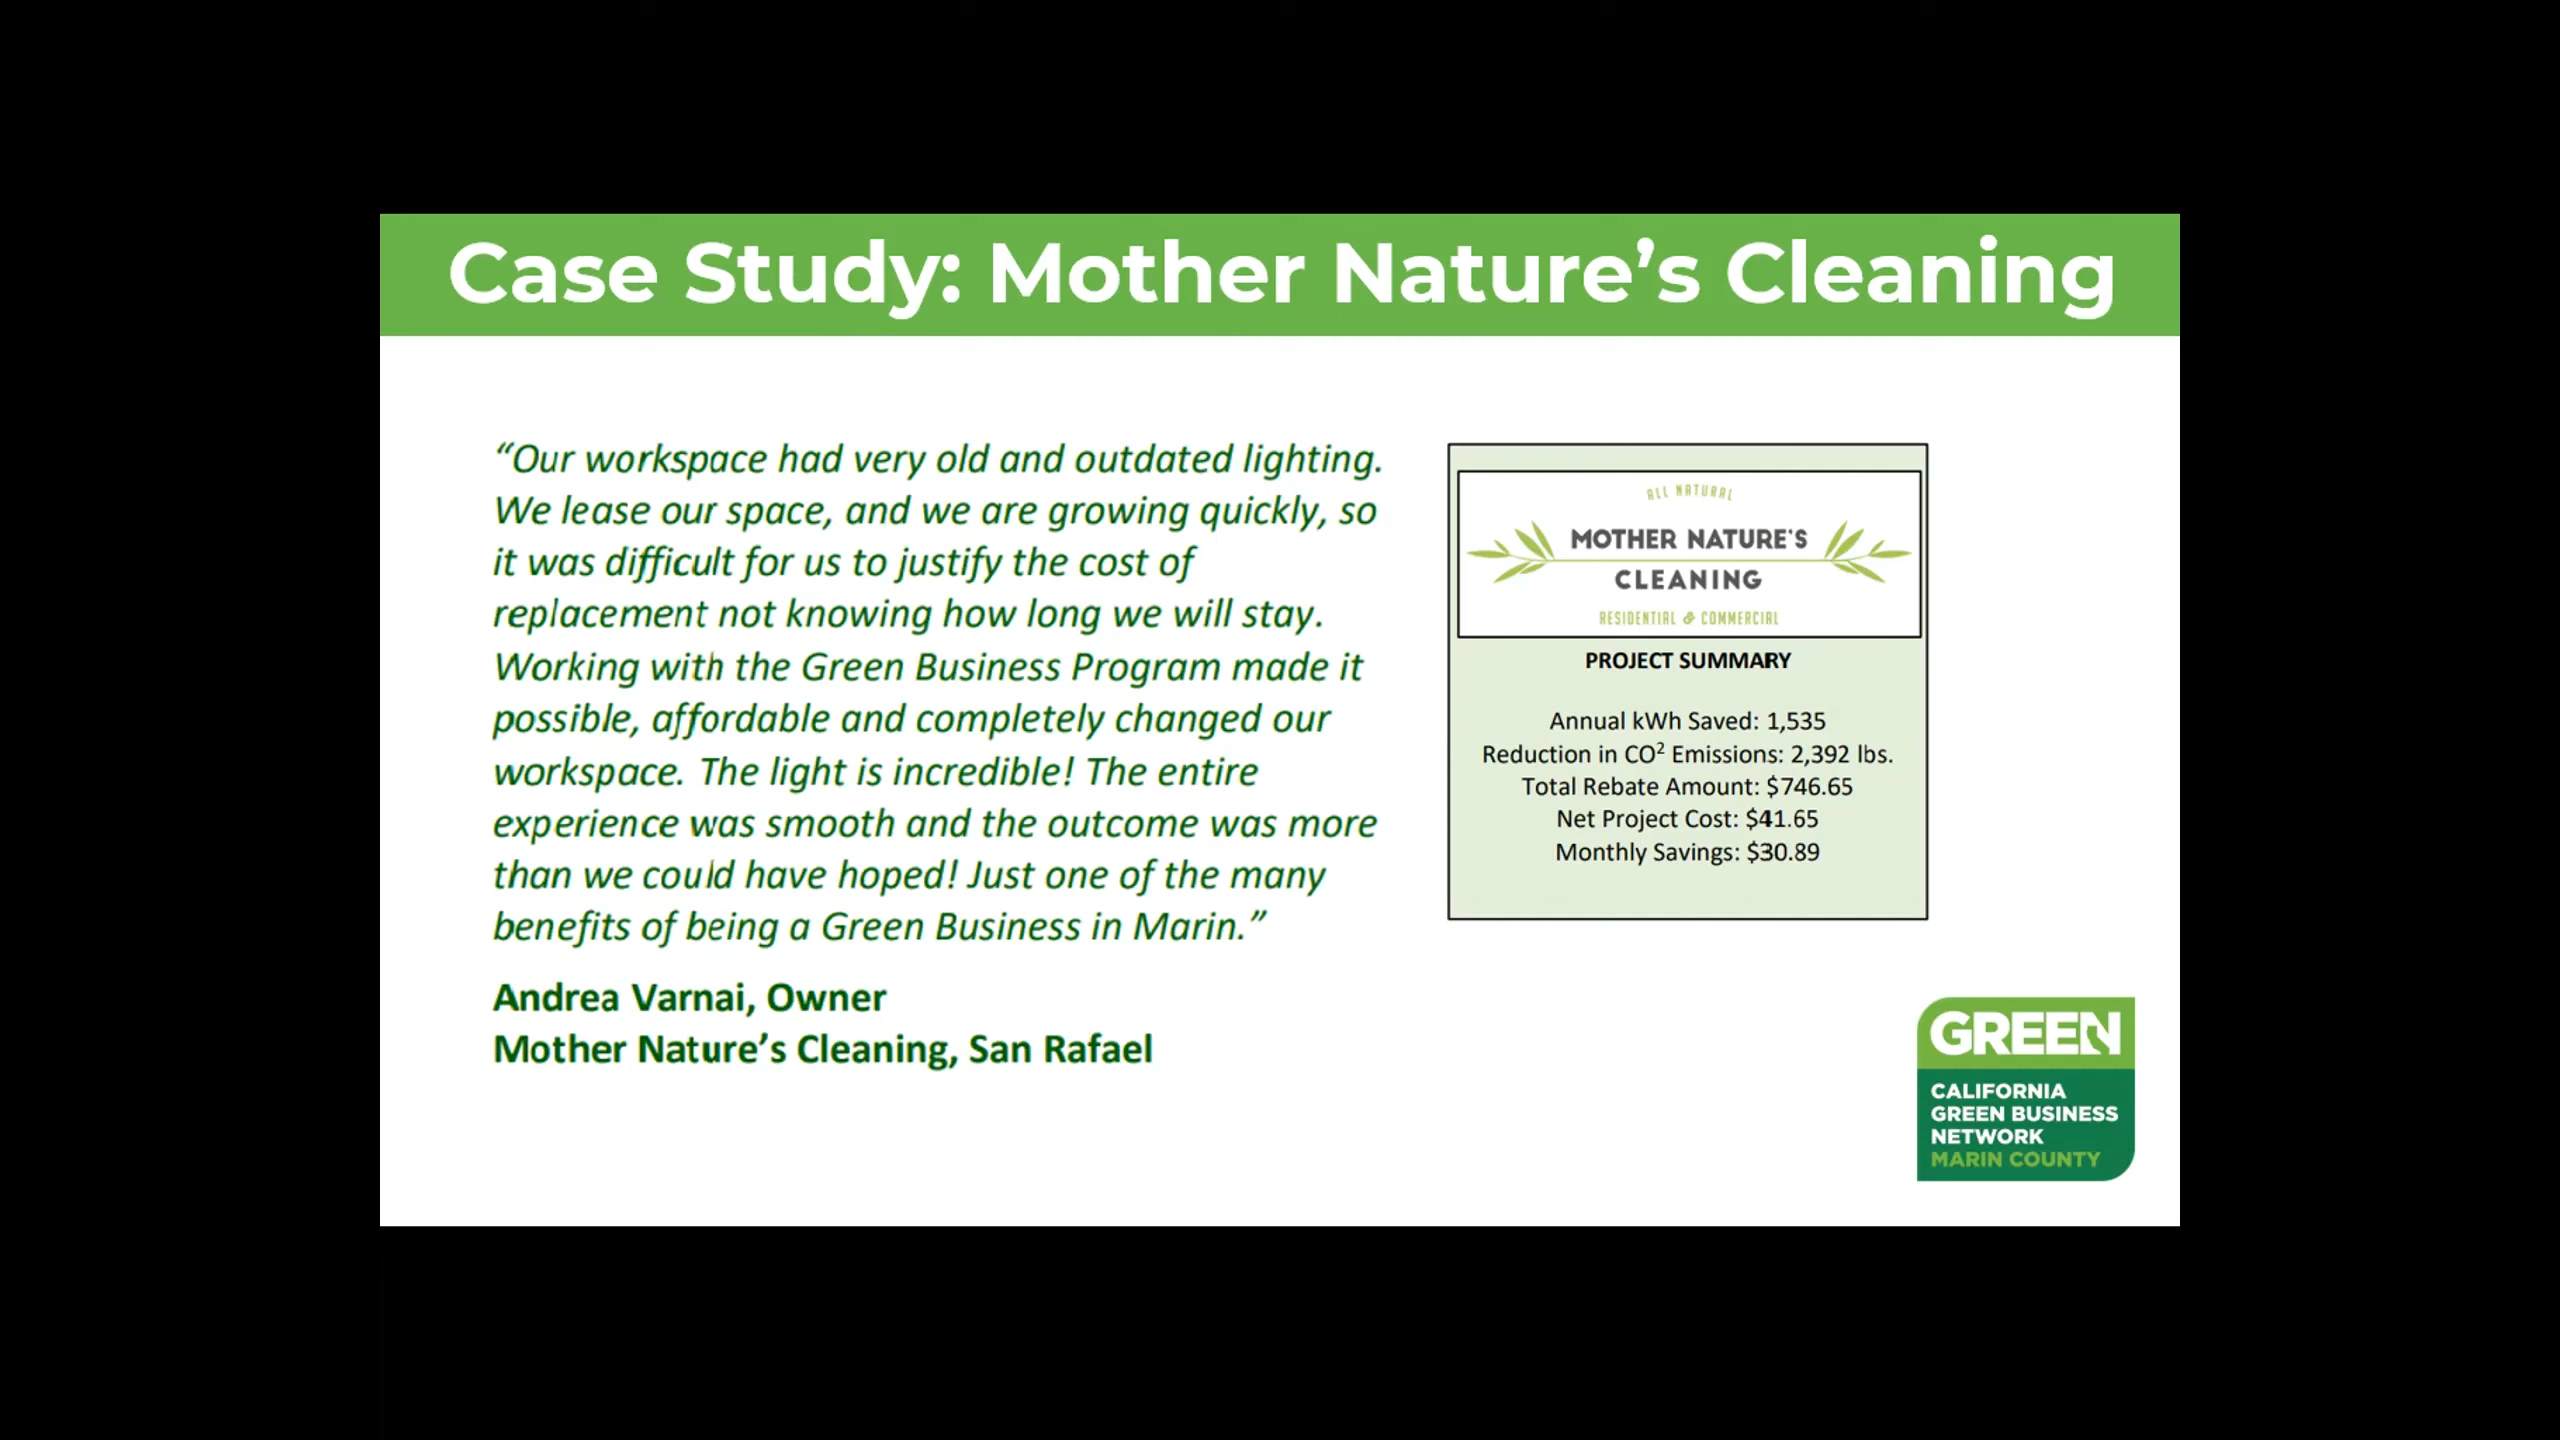 Case Study: Mother Nature’s Cleaning
“Our workspace had very old and outdated lighting.
We lease our space, and we are growing quickly, so
it was difficult for us to justify the cost of
replacement not knowing how long we will stay.
Working with the Green Business Program made it
possible, affordable and completely changed our
workspace. The light is incredible! The entire
experience was smooth and the outcome was more
than we could have hoped! Just one of the many
benefits of being a Green Business in Marin.”
Andrea Varnai, Owner
Mother Nature’s Cleaning, San Rafael
ALL NATURAL
MOTHER NATURE'S
CLEANING
RESIDENTIAL & COMMERCIAL
PROJECT SUMMARY
Annual kWh Saved: 1,535
Reduction in CO² Emissions: 2,392 lbs.
Total Rebate Amount: $746.65
Net Project Cost: $41.65
Monthly Savings: $30.89
GREEN
CALIFORNIA
GREEN BUSINESS
NETWORK
MARIN COUNTY